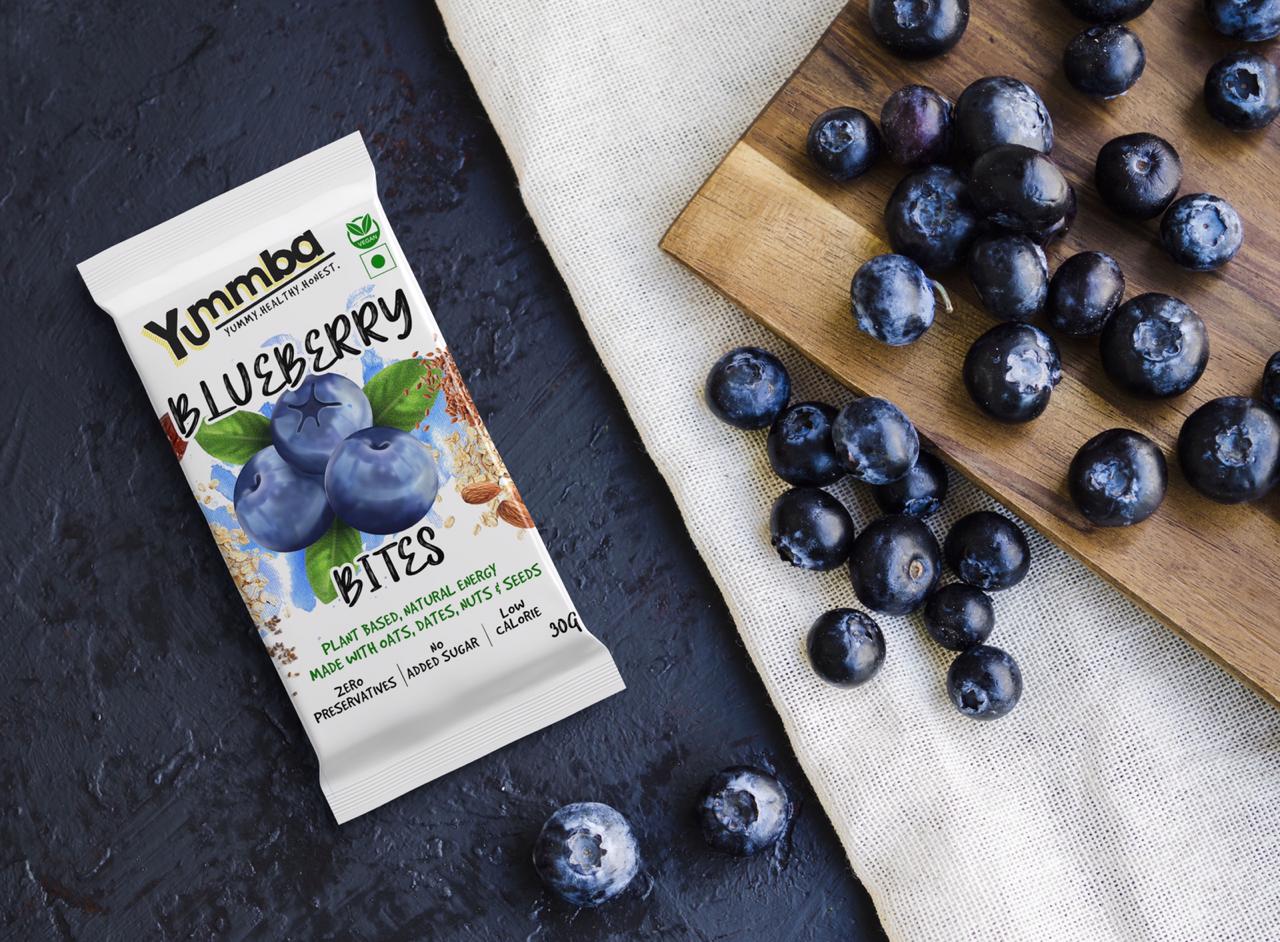 Yummba
YUMMY.HEALTHY.HONEST.
VEGAN
BLUEBERRY
BITES
PLANT BASED, NATURAL ENERGY
MADE WITH OATS, DATES, NUTS & SEEDS
ZERO
PRESERVATIVES
NO
ADDED SUGAR
LOW
CALORIE
30G